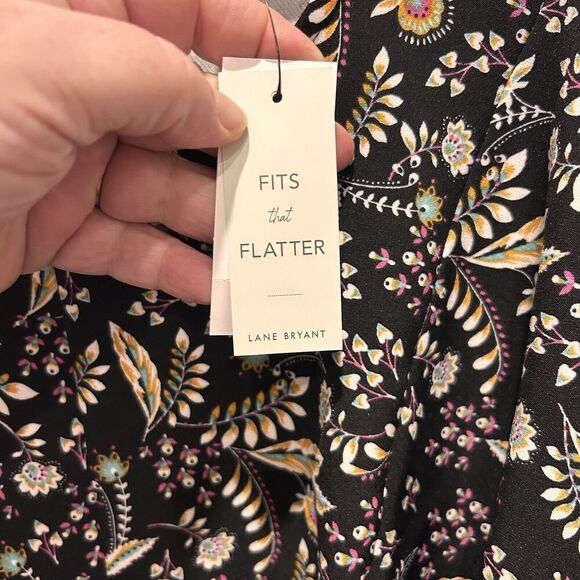 FITS
that
FLATTER
LANE BRYANT